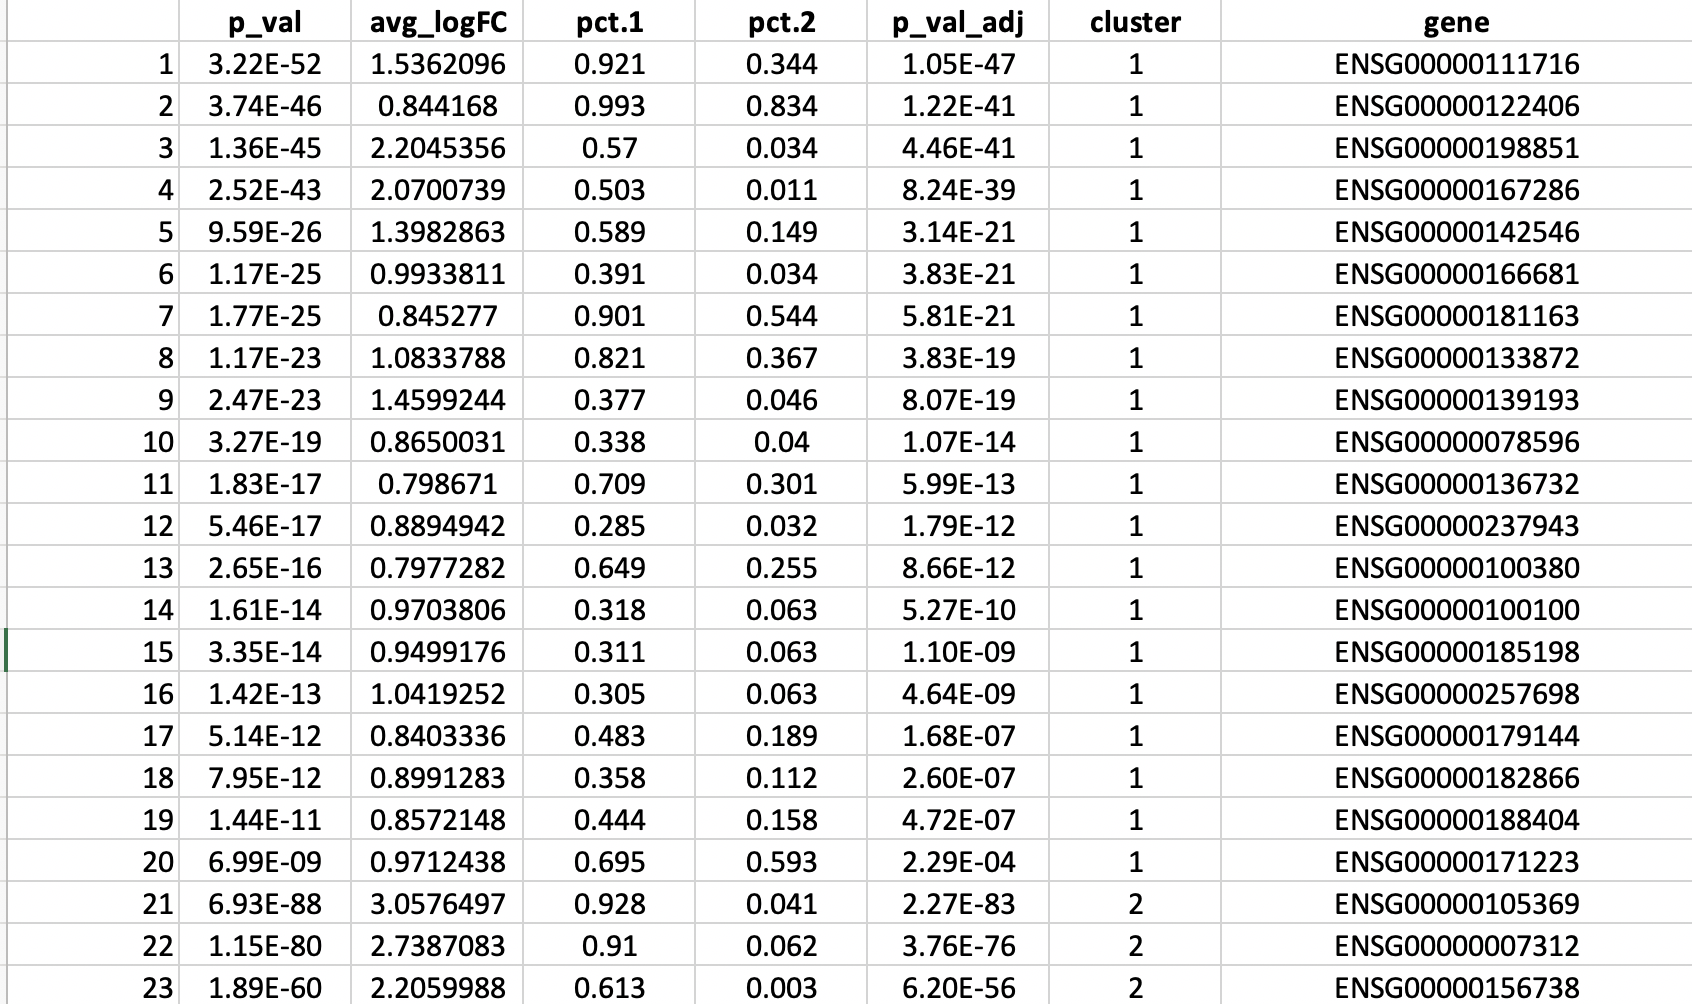 p_val avg_logFC pct.1 pct.2 p_val_adj cluster gene
1 3.22E-52 1.5362096 0.921 0.344 1.05E-47 1 ENSG00000111716
2 3.74E-46 0.844168 0.993 0.834 1.22E-41 1 ENSG00000122406
3 1.36E-45 2.2045356 0.57 0.034 4.46E-41 1 ENSG00000198851
4 2.52E-43 2.0700739 0.503 0.011 8.24E-39 1 ENSG00000167286
5 9.59E-26 1.3982863 0.589 0.149 3.14E-21 1 ENSG00000142546
6 1.17E-25 0.9933811 0.391 0.034 3.83E-21 1 ENSG00000166681
7 1.77E-25 0.845277 0.901 0.544 5.81E-21 1 ENSG00000181163
8 1.17E-23 1.0833788 0.821 0.367 3.83E-19 1 ENSG00000133872
9 2.47E-23 1.4599244 0.377 0.046 8.07E-19 1 ENSG00000139193
10 3.27E-19 0.8650031 0.338 0.04 1.07E-14 1 ENSG00000078596
11 1.83E-17 0.798671 0.709 0.301 5.99E-13 1 ENSG00000136732
12 5.46E-17 0.8894942 0.285 0.032 1.79E-12 1 ENSG00000237943
13 2.65E-16 0.7977282 0.649 0.255 8.66E-12 1 ENSG00000100380
14 1.61E-14 0.9703806 0.318 0.063 5.27E-10 1 ENSG00000100100
15 3.35E-14 0.9499176 0.311 0.063 1.10E-09 1 ENSG00000185198
16 1.42E-13 1.0419252 0.305 0.063 4.64E-09 1 ENSG00000257698
17 5.14E-12 0.8403336 0.483 0.189 1.68E-07 1 ENSG00000179144
18 7.95E-12 0.8991283 0.358 0.112 2.60E-07 1 ENSG00000182866
19 1.44E-11 0.8572148 0.444 0.158 4.72E-07 1 ENSG00000188404
20 6.99E-09 0.9712438 0.695 0.593 2.29E-04 1 ENSG00000171223
21 6.93E-88 3.0576497 0.928 0.041 2.27E-83 2 ENSG00000105369
22 1.15E-80 2.7387083 0.91 0.062 3.76E-76 2 ENSG00000007312
23 1.89E-60 2.2059988 0.613 0.003 6.20E-56 2 ENSG00000156738